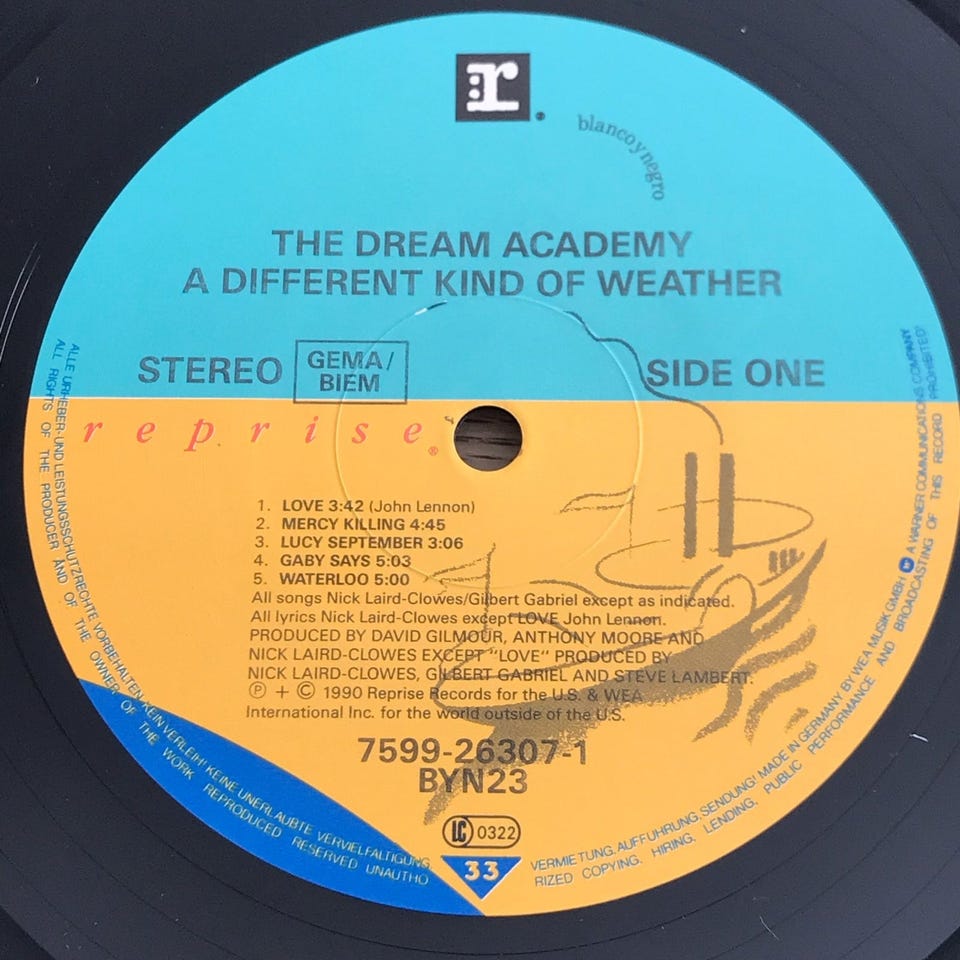 r
blancoynegro
THE DREAM ACADEMY
A DIFFERENT KIND OF WEATHER
STEREO
GEMA/
BIEM
SIDE ONE
reprise®
1. LOVE 3:42 (John Lennon)
2. MERCY KILLING 4:45
3. LUCY SEPTEMBER 3:06
4. GABY SAYS 5:03
5. WATERLOO 5:00
All songs Nick Laird-Clowes/Gilbert Gabriel except as indicated.
All lyrics Nick Laird-Clowes except LOVE John Lennon.
PRODUCED BY DAVID GILMOUR, ANTHONY MOORE AND
NICK LAIRD-CLOWES EXCEPT "LOVE" PRODUCED BY
NICK LAIRD-CLOWES, GILBERT GABRIEL AND STEVE LAMBERT.
℗ + © 1990 Reprise Records for the U.S. & WEA
International Inc. for the world outside of the U.S.
7599-26307-1
BYN23
LC 0322
33
ALLE URHEBER-UND LEISTUNGSSCHUTZRECHTE VORBEHALTEN. KEIN VERLEIH! KEINE UNERLAUBTE VERVIELFÄLTIGUNG, VERMIETUNG, AUFFÜHRUNG, SENDUNG! MADE IN GERMANY BY WEA MUSIK GMBH A WARNER COMMUNICATIONS COMPANY
ALL RIGHTS OF THE PRODUCER AND OF THE OWNER OF THE WORK REPRODUCED RESERVED UNAUTHORIZED COPYING, HIRING, LENDING, PUBLIC PERFORMANCE AND BROADCASTING OF THIS RECORD PROHIBITED!